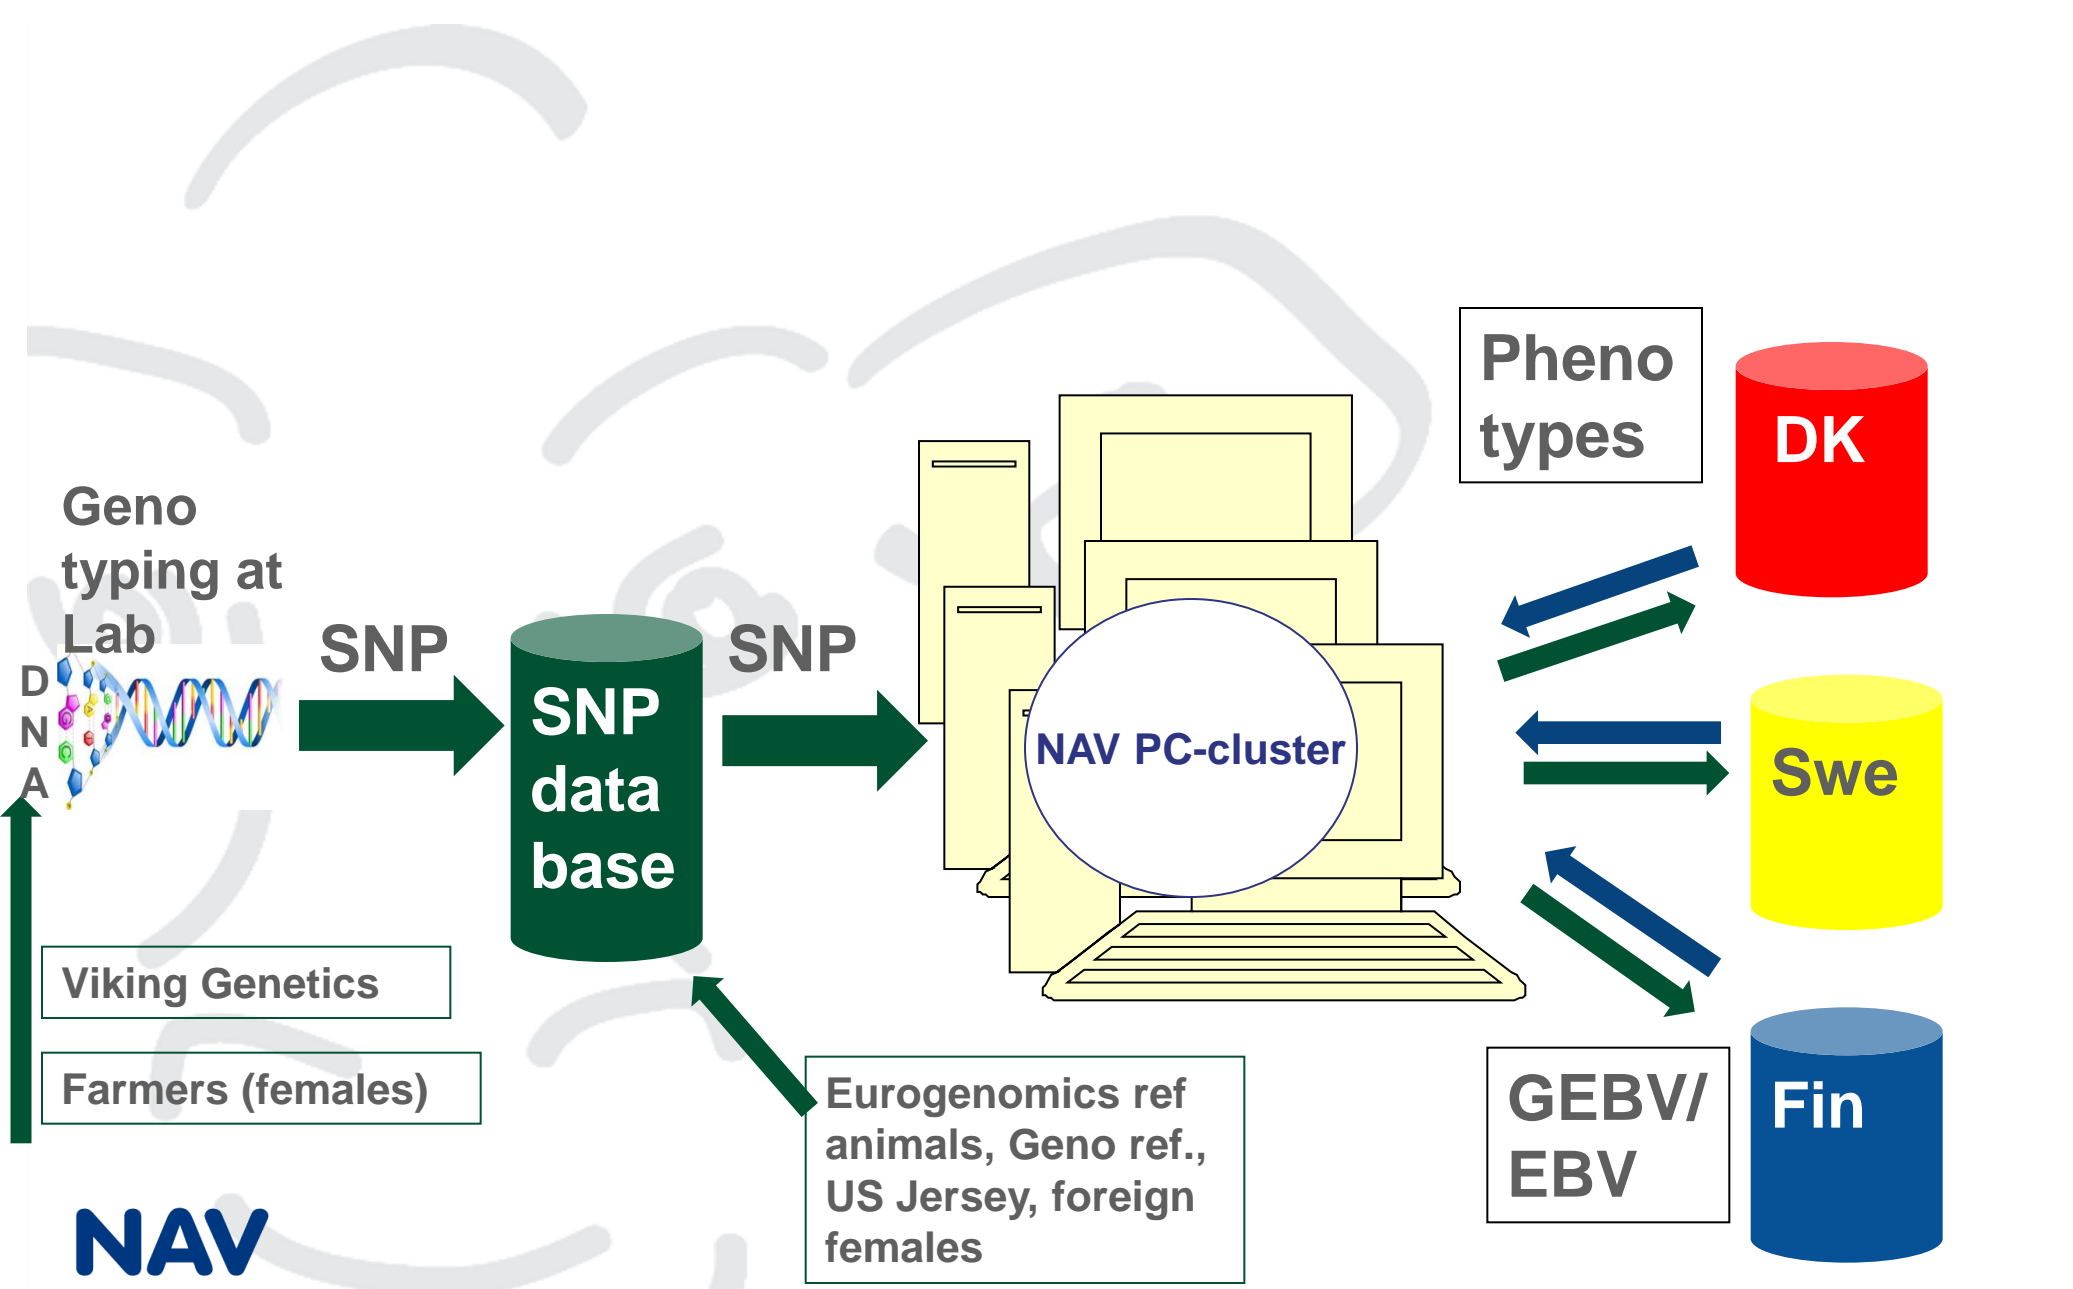 Geno
typing at
Lab
D
N
A
SNP
SNP
data
base
SNP
NAV PC-cluster
Pheno
types
DK
Swe
Fin
GEBV/
EBV
Viking Genetics
Farmers (females)
Eurogenomics ref
animals, Geno ref.,
US Jersey, foreign
females
NAV